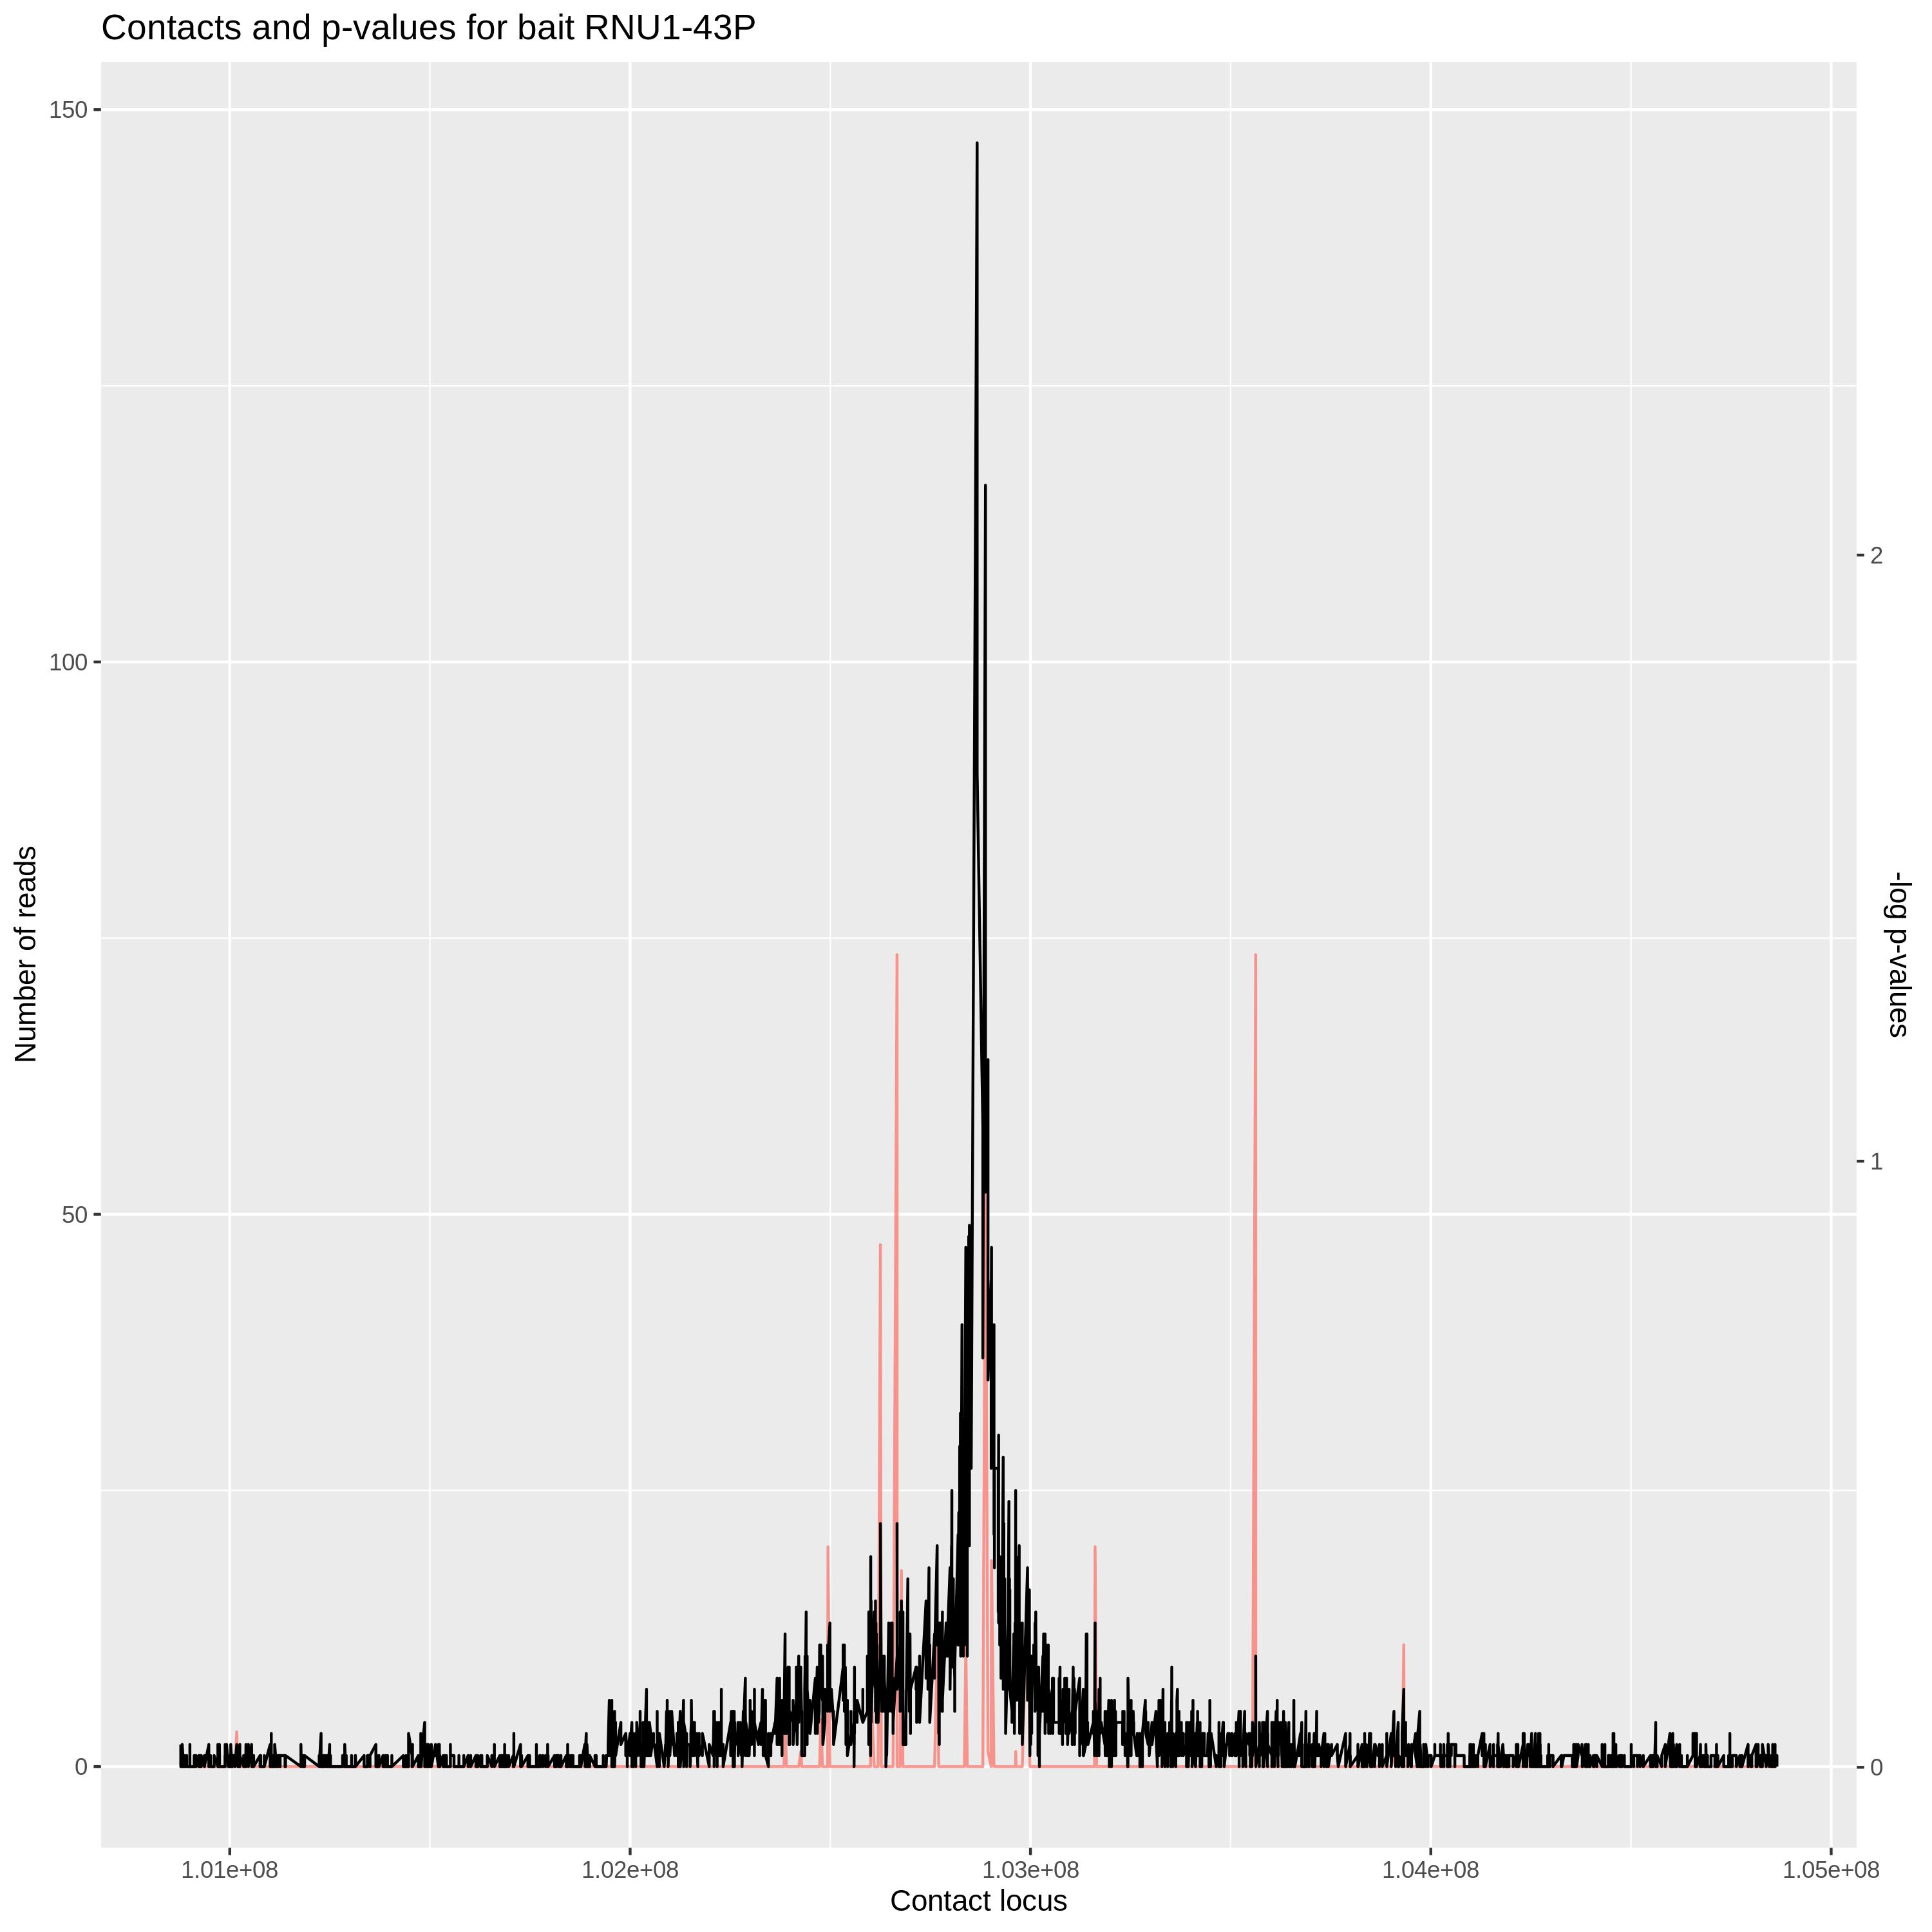 Contacts and p-values for bait RNU1-43P
150
100
50
0
Number of reads
2
1
0
-log p-values
1.01e+08
1.02e+08
1.03e+08
1.04e+08
1.05e+08
Contact locus